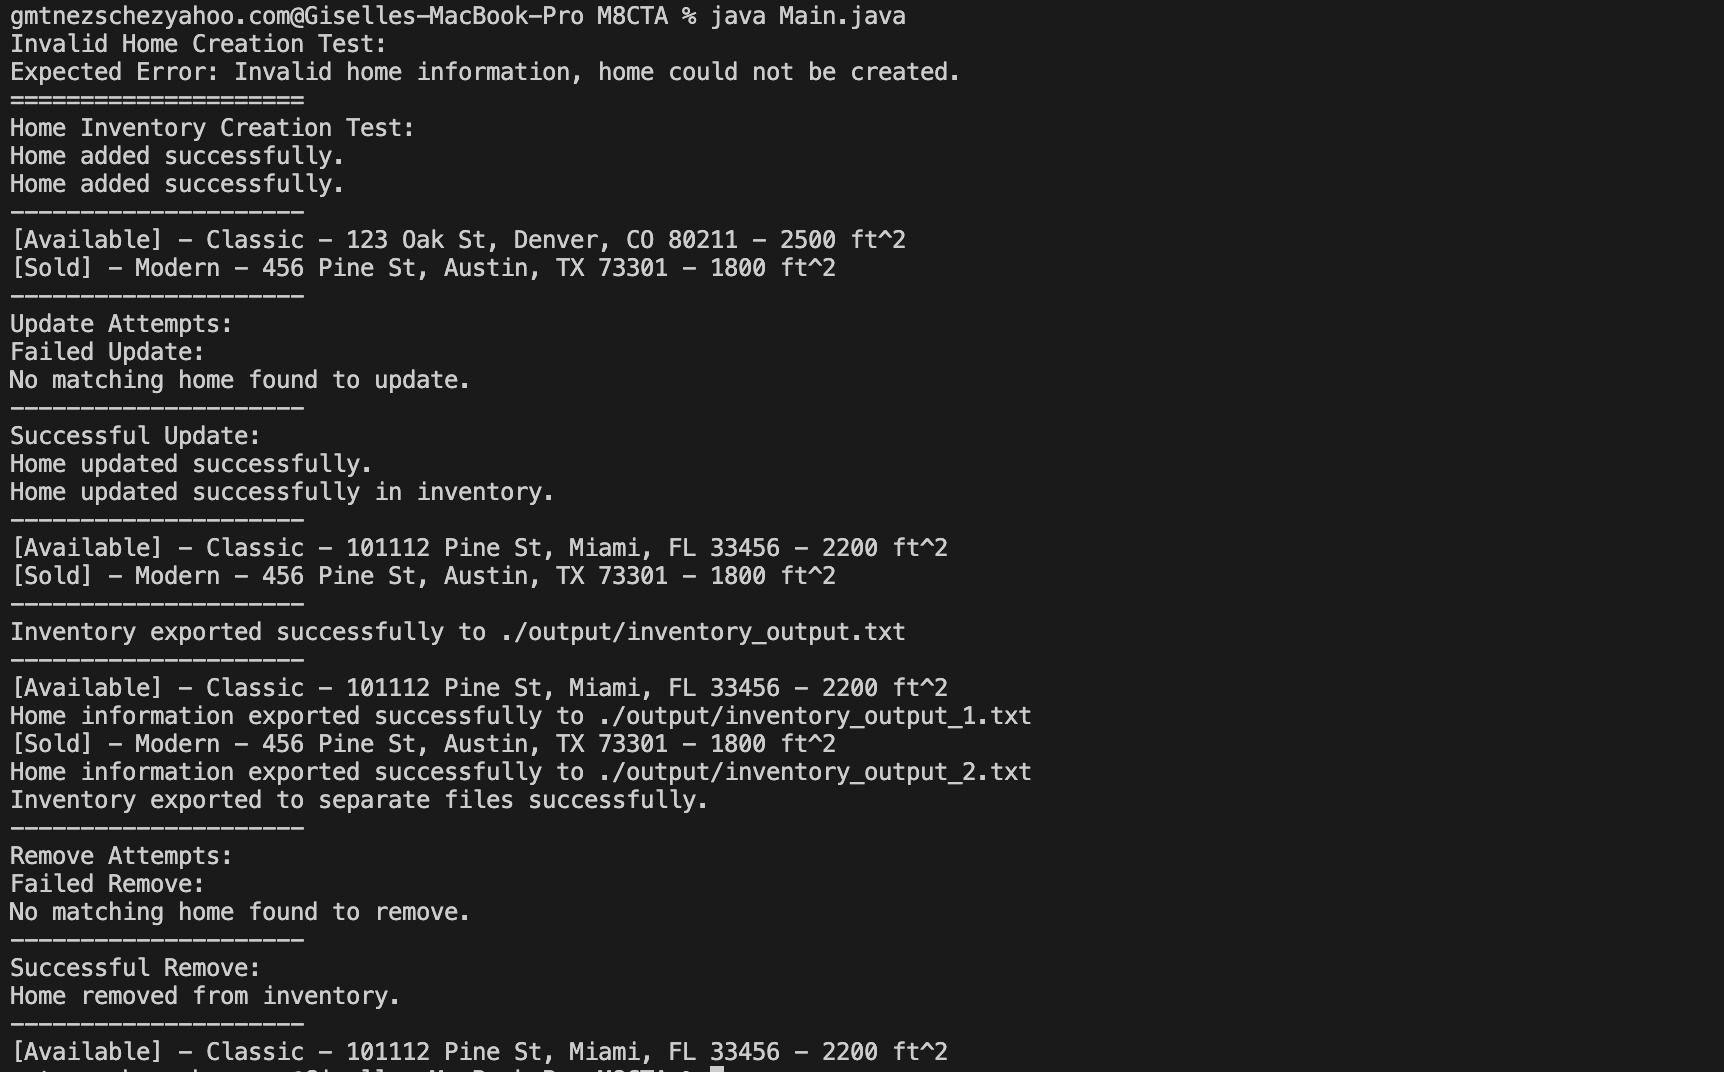 gmtnezschezyahoo.com@Giselles-MacBook-Pro M8CTA % java Main.java
Invalid Home Creation Test:
Expected Error: Invalid home information, home could not be created.
=====================
Home Inventory Creation Test:
Home added successfully.
Home added successfully.
---------------------
[Available] - Classic - 123 Oak St, Denver, CO 80211 - 2500 ft^2
[Sold] - Modern - 456 Pine St, Austin, TX 73301 - 1800 ft^2
---------------------
Update Attempts:
Failed Update:
No matching home found to update.
---------------------
Successful Update:
Home updated successfully.
Home updated successfully in inventory.
---------------------
[Available] - Classic - 101112 Pine St, Miami, FL 33456 - 2200 ft^2
[Sold] - Modern - 456 Pine St, Austin, TX 73301 - 1800 ft^2
---------------------
Inventory exported successfully to ./output/inventory_output.txt
---------------------
[Available] - Classic - 101112 Pine St, Miami, FL 33456 - 2200 ft^2
Home information exported successfully to ./output/inventory_output_1.txt
[Sold] - Modern - 456 Pine St, Austin, TX 73301 - 1800 ft^2
Home information exported successfully to ./output/inventory_output_2.txt
Inventory exported to separate files successfully.
---------------------
Remove Attempts:
Failed Remove:
No matching home found to remove.
---------------------
Successful Remove:
Home removed from inventory.
---------------------
[Available] - Classic - 101112 Pine St, Miami, FL 33456 - 2200 ft^2